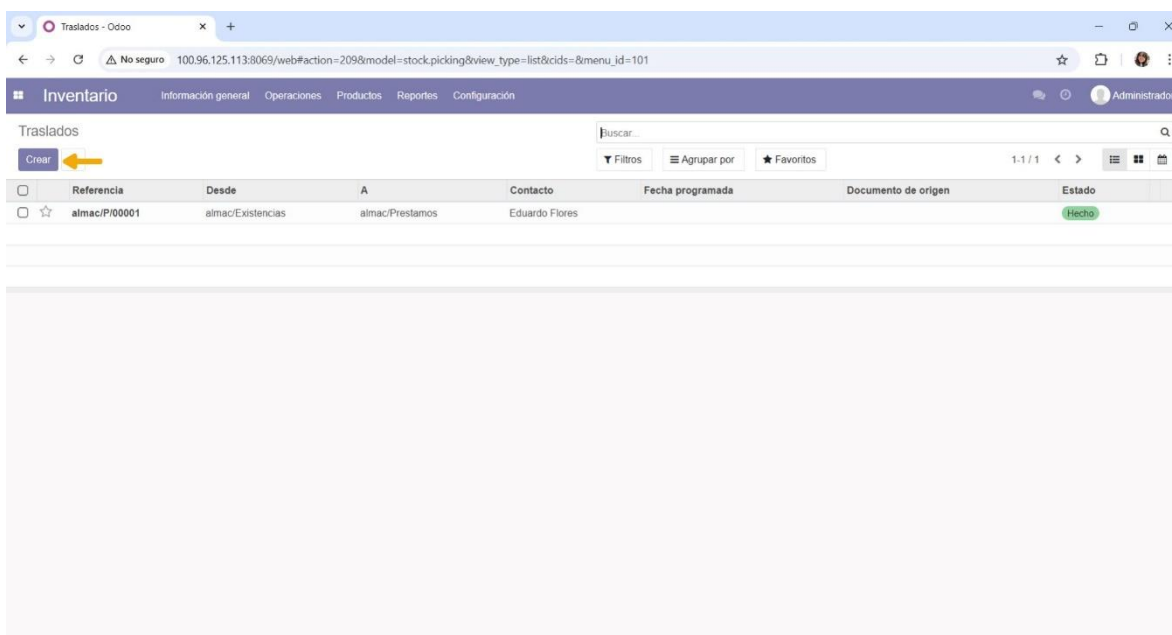 Traslados - Odoo
No seguro 100.96.125.113:8069/web#action=209&model=stock.picking&view_type=list&cids=&menu_id=101
Inventario Información general Operaciones Productos Reportes Configuración Administrador
Traslados Buscar...
Crear Filtros Agrupar por Favoritos 1-1 / 1
Referencia Desde A Contacto Fecha programada Documento de origen Estado
almac/P/00001 almac/Existencias almac/Prestamos Eduardo Flores Hecho